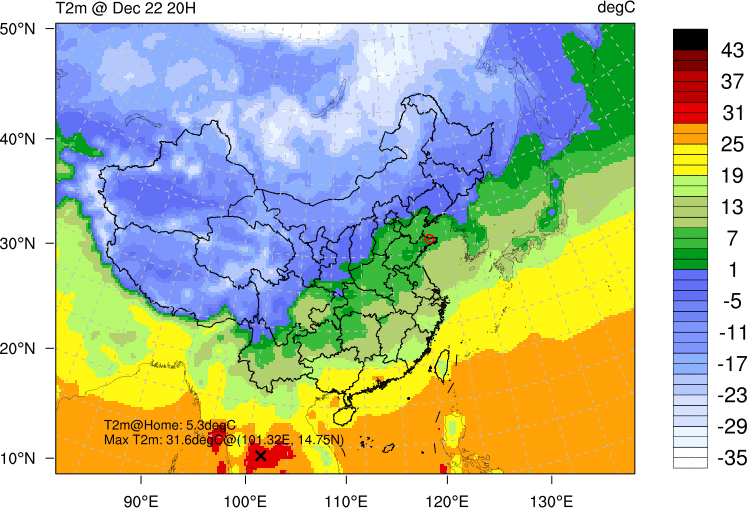 T2m @ Dec 22 20H
degC
50°N
40°N
30°N
20°N
10°N
90°E
100°E
110°E
120°E
130°E
T2m@Home: 5.3degC
Max T2m: 31.6degC@(101.32E, 14.75N)
43
37
31
25
19
13
7
1
-5
-11
-17
-23
-29
-35